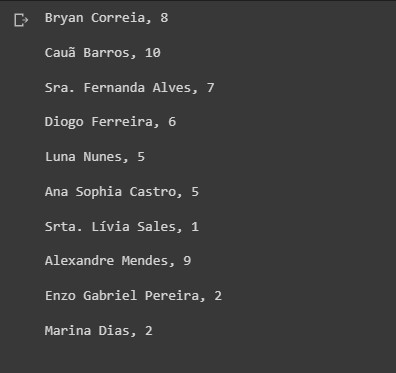 Bryan Correia, 8
Cauã Barros, 10
Sra. Fernanda Alves, 7
Diogo Ferreira, 6
Luna Nunes, 5
Ana Sophia Castro, 5
Srta. Lívia Sales, 1
Alexandre Mendes, 9
Enzo Gabriel Pereira, 2
Marina Dias, 2